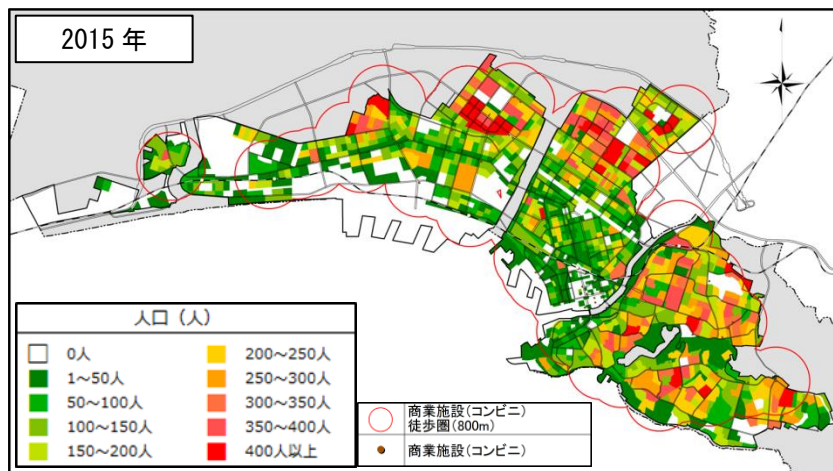 2015 年
人口（人）
0人
1～50人
50～100人
100～150人
150～200人
200～250人
250～300人
300～350人
350～400人
400人以上
商業施設(コンビニ)
徒歩圏(800m)
商業施設(コンビニ)